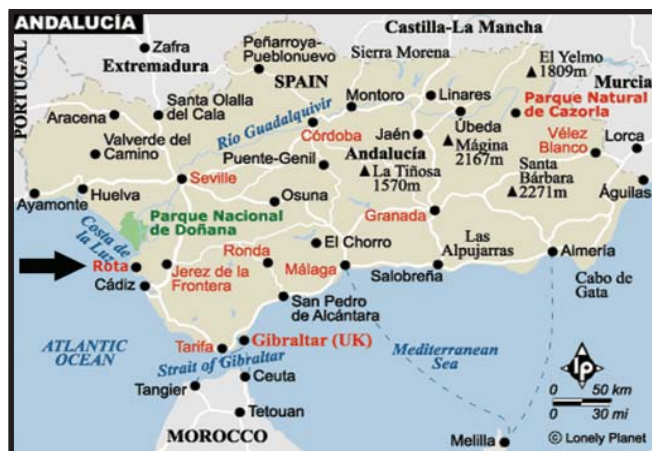 ANDALUCÍA
Castilla-La Mancha
Zafra
Extremadura
PORTUGAL
Peñarroya-
Pueblonuevo
Sierra Morena
El Yelmo
1809m
Murcia
SPAIN
Aracena
Santa Olalla
del Cala
Río Guadalquivir
Montoro
Linares
Parque Natural
de Cazorla
Valverde del
Camino
Córdoba
Jaén
Úbeda
Mágina
2167m
Vélez
Blanco
Lorca
Puente-Genil
Andalucía
La Tiñosa
1570m
Santa
Bárbara
2271m
Seville
Ayamonte
Huelva
Osuna
Granada
Águilas
Costa de
la Luz
Parque Nacional
de Doñana
El Chorro
Las
Alpujarras
Almería
Rota
Cádiz
Jerez de la
Frontera
Ronda
Málaga
Salobreña
Cabo de
Gata
San Pedro
de Alcántara
ATLANTIC
OCEAN
Tarifa
Gibraltar (UK)
Strait of Gibraltar
Mediterranean
Sea
Tangier
Ceuta
Tetouan
MOROCCO
Melilla
lp
0 50 km
0 30 mi
© Lonely Planet